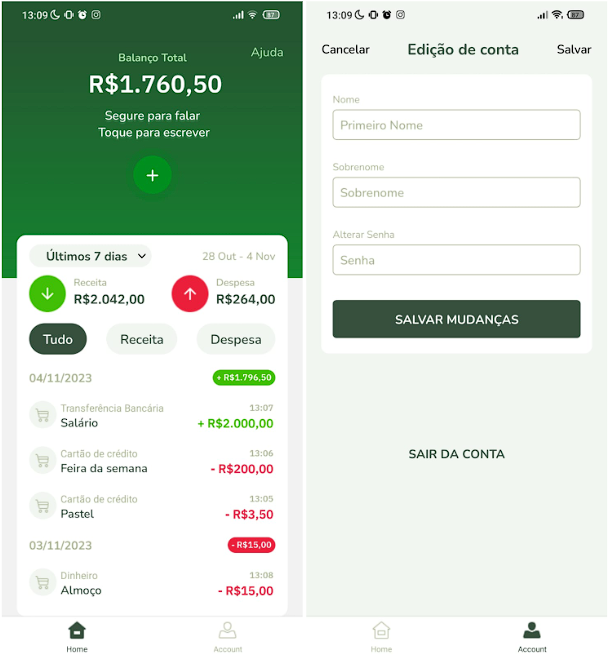 13:09
87
Ajuda
Balanço Total
R$1.760,50
Segure para falar
Toque para escrever
+
Últimos 7 dias
28 Out - 4 Nov
Receita
R$2.042,00
Despesa
R$264,00
Tudo
Receita
Despesa
04/11/2023
+ R$1.796,50
Transferência Bancária
13:07
Salário
+ R$2.000,00
Cartão de crédito
13:06
Feira da semana
- R$200,00
Cartão de crédito
13:05
Pastel
- R$3,50
03/11/2023
- R$15,00
Dinheiro
13:08
Almoço
- R$15,00
Home
Account
13:09
87
Cancelar
Edição de conta
Salvar
Nome
Primeiro Nome
Sobrenome
Sobrenome
Alterar Senha
Senha
SALVAR MUDANÇAS
SAIR DA CONTA
Home
Account